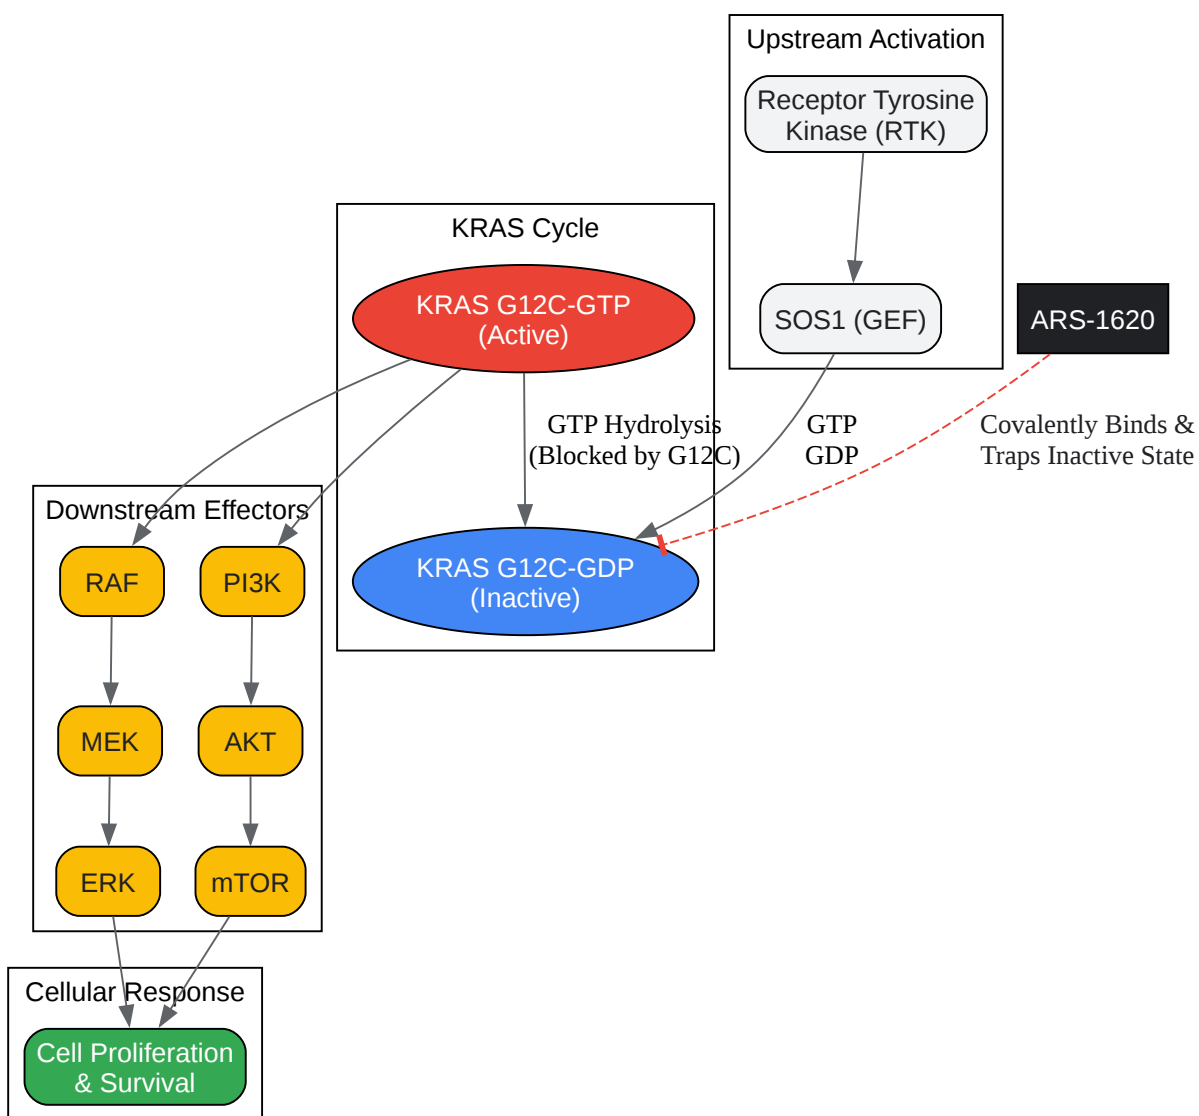 Upstream Activation
Receptor Tyrosine
Kinase (RTK)
KRAS Cycle
KRAS G12C-GTP
(Active)
SOS1 (GEF)
ARS-1620
GTP Hydrolysis
(Blocked by G12C)
GTP
GDP
Covalently Binds &
Traps Inactive State
Downstream Effectors
KRAS G12C-GDP
(Inactive)
RAF
PI3K
MEK
AKT
ERK
mTOR
Cellular Response
Cell Proliferation
& Survival